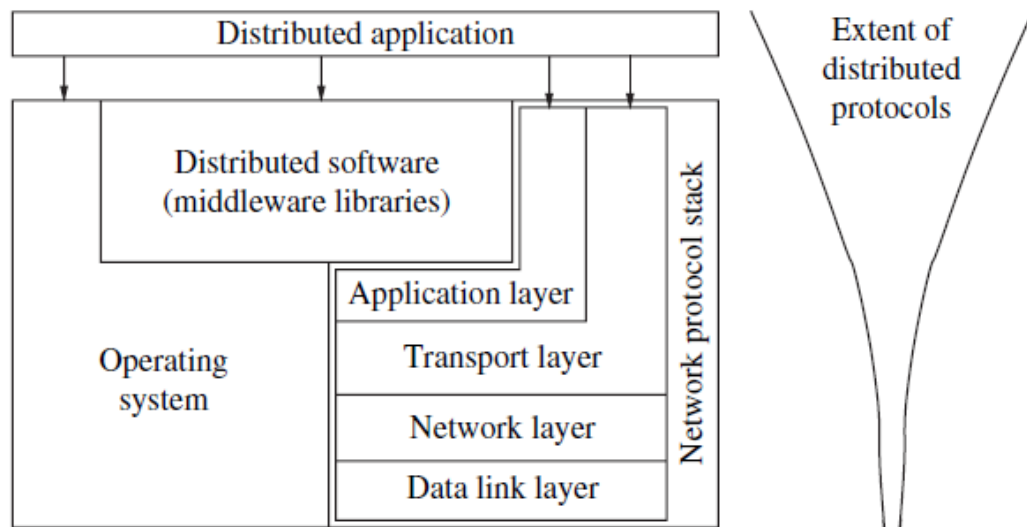 Distributed application
Extent of
distributed
protocols
Distributed software
(middleware libraries)
Network protocol stack
Application layer
Operating
system
Transport layer
Network layer
Data link layer